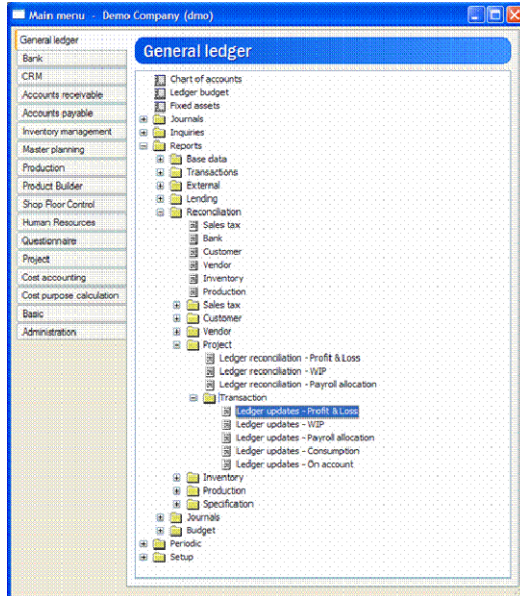 Main menu - Demo Company (dmo)
General ledger
Bank
CRM
Accounts receivable
Accounts payable
Inventory management
Master planning
Production
Product Builder
Shop Floor Control
Human Resources
Questionnaire
Project
Cost accounting
Cost purpose calculation
Basic
Administration
General ledger
Chart of accounts
Ledger budget
Fixed assets
Journals
Inquiries
Reports
Base data
Transactions
External
Lending
Reconciliation
Sales tax
Bank
Customer
Vendor
Inventory
Production
Sales tax
Customer
Vendor
Project
Ledger reconciliation - Profit & Loss
Ledger reconciliation - WIP
Ledger reconciliation - Payroll allocation
Transaction
Ledger updates - Profit & Loss
Ledger updates - WIP
Ledger updates - Payroll allocation
Ledger updates - Consumption
Ledger updates - On account
Inventory
Production
Specification
Journals
Budget
Periodic
Setup